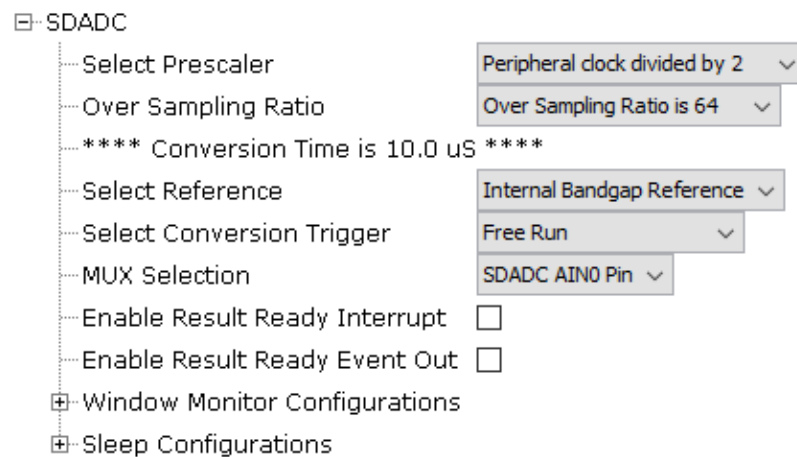 SDADC
Select Prescaler Peripheral clock divided by 2
Over Sampling Ratio Over Sampling Ratio is 64
**** Conversion Time is 10.0 uS ****
Select Reference Internal Bandgap Reference
Select Conversion Trigger Free Run
MUX Selection SDADC AIN0 Pin
Enable Result Ready Interrupt
Enable Result Ready Event Out
Window Monitor Configurations
Sleep Configurations